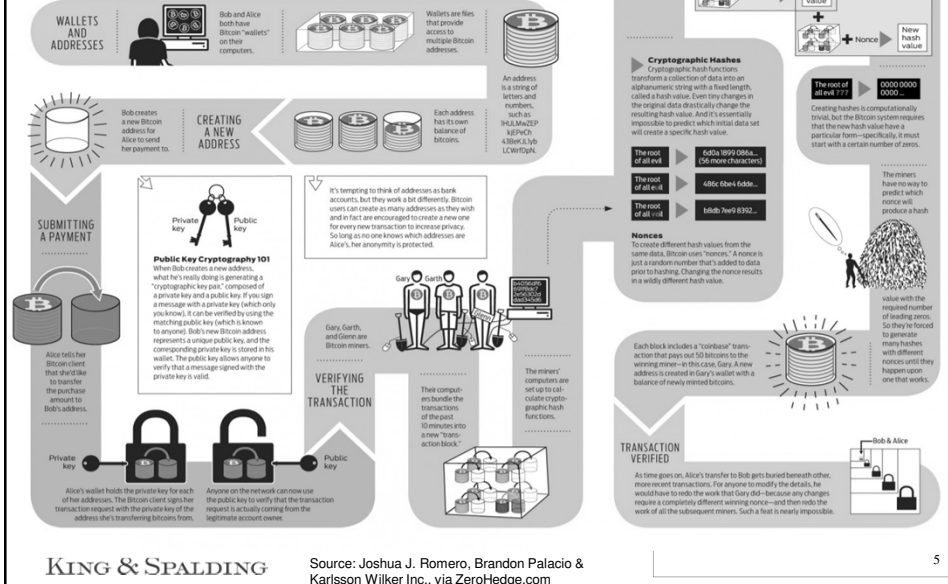 WALLETS
AND
ADDRESSES
Bob and Alice
both have
Bitcoin "wallets"
on their
computers.
Wallets are files
that provide
access to
multiple Bitcoin
addresses.
An address
is a string of
letters and
numbers,
such as
1HULMwZEP
kjEPeCh
43BeKJL1yb
LCWrfDpN.
Each address
has its own
balance of
bitcoins.
CREATING
A NEW
ADDRESS
Bob creates
a new Bitcoin
address for
Alice to send
her payment to.
SUBMITTING
A PAYMENT
Private
key
Public
key
Public Key Cryptography 101
When Bob creates a new address,
what he's really doing is generating a
"cryptographic key pair," composed of
a private key and a public key. If you sign
a message with a private key (which only
you know), it can be verified by using the
matching public key (which is known
to anyone). Bob's new Bitcoin address
represents a unique public key, and the
corresponding private key is stored in his
wallet. The public key allows anyone to
verify that a message signed with the
private key is valid.
It's tempting to think of addresses as bank
accounts, but they work a bit differently. Bitcoin
users can create as many addresses as they wish
and in fact are encouraged to create a new one
for every new transaction to increase privacy.
So long as no one knows which addresses are
Alice's, her anonymity is protected.
Alice tells her
Bitcoin client
that she'd like
to transfer
the purchase
amount to
Bob's address.
Private
key
Public
key
Alice's wallet holds the private key for each
of her addresses. The Bitcoin client signs her
transaction request with the private key of the
address she's transferring bitcoins from.
Anyone on the network can now use
the public key to verify that the transaction
request is actually coming from the
legitimate account owner.
VERIFYING
THE
TRANSACTION
Gary
Garth
Glenn
Gary, Garth,
and Glenn are
Bitcoin miners.
Their comput-
ers bundle the
transactions
of the past
10 minutes into
a new "trans-
action block."
The miners'
computers are
set up to cal-
culate crypto-
graphic hash
functions.
value
+
+ Nonce
New
hash
value
Cryptographic Hashes
Cryptographic hash functions
transform a collection of data into an
alphanumeric string with a fixed length,
called a hash value. Even tiny changes in
the original data drastically change the
resulting hash value. And it's essentially
impossible to predict which initial data set
will create a specific hash value.
The root
of all evil
6d0a 1899 086a...
(56 more characters)
The root
of all evil
486c 6be4 6dde...
The root
of all evil
b8db 7ee9 8392...
Nonces
To create different hash values from the
same data, Bitcoin uses "nonces." A nonce is
just a random number that's added to data
prior to hashing. Changing the nonce results
in a wildly different hash value.
The root of
all evil ???
0000 0000
0000 ...
Creating hashes is computationally
trivial, but the Bitcoin system requires
that the new hash value have a
particular form—specifically, it must
start with a certain number of zeros.
The miners
have no way to
predict which
nonce will
produce a hash
value with the
required number
of leading zeros.
So they're forced
to generate
many hashes
with different
nonces until they
happen upon
one that works.
Each block includes a "coinbase" trans-
action that pays out 50 bitcoins to the
winning miner—in this case, Gary. A new
address is created in Gary's wallet with a
balance of newly minted bitcoins.
TRANSACTION
VERIFIED
Bob & Alice
As time goes on, Alice's transfer to Bob gets buried beneath other,
more recent transactions. For anyone to modify the details, he
would have to redo the work that Gary did—because any changes
require a completely different winning nonce—and then redo the
work of all the subsequent miners. Such a feat is nearly impossible.
KING & SPALDING
Source: Joshua J. Romero, Brandon Palacio &
Karlsson Wilker Inc., via ZeroHedge.com
5